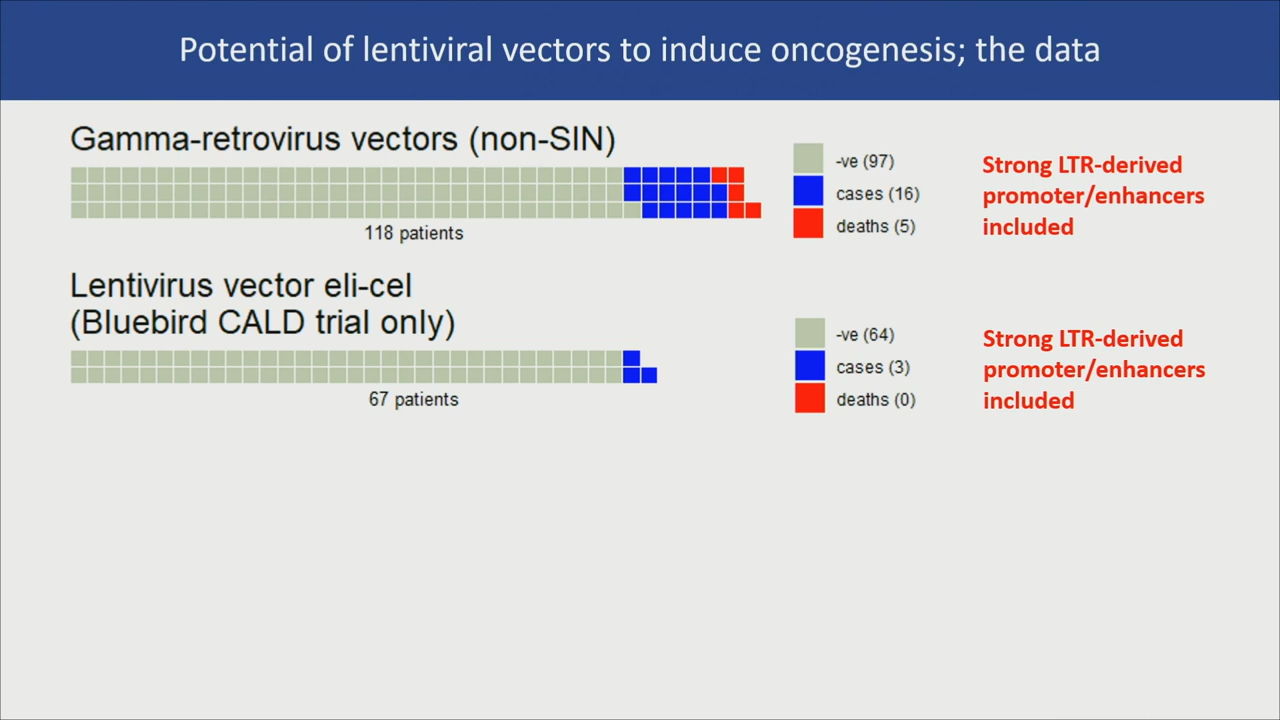 Potential of lentiviral vectors to induce oncogenesis; the data
Gamma-retrovirus vectors (non-SIN)
118 patients
-ve (97)
cases (16)
deaths (5)
Strong LTR-derived
promoter/enhancers
included
Lentivirus vector eli-cel
(Bluebird CALD trial only)
67 patients
-ve (64)
cases (3)
deaths (0)
Strong LTR-derived
promoter/enhancers
included